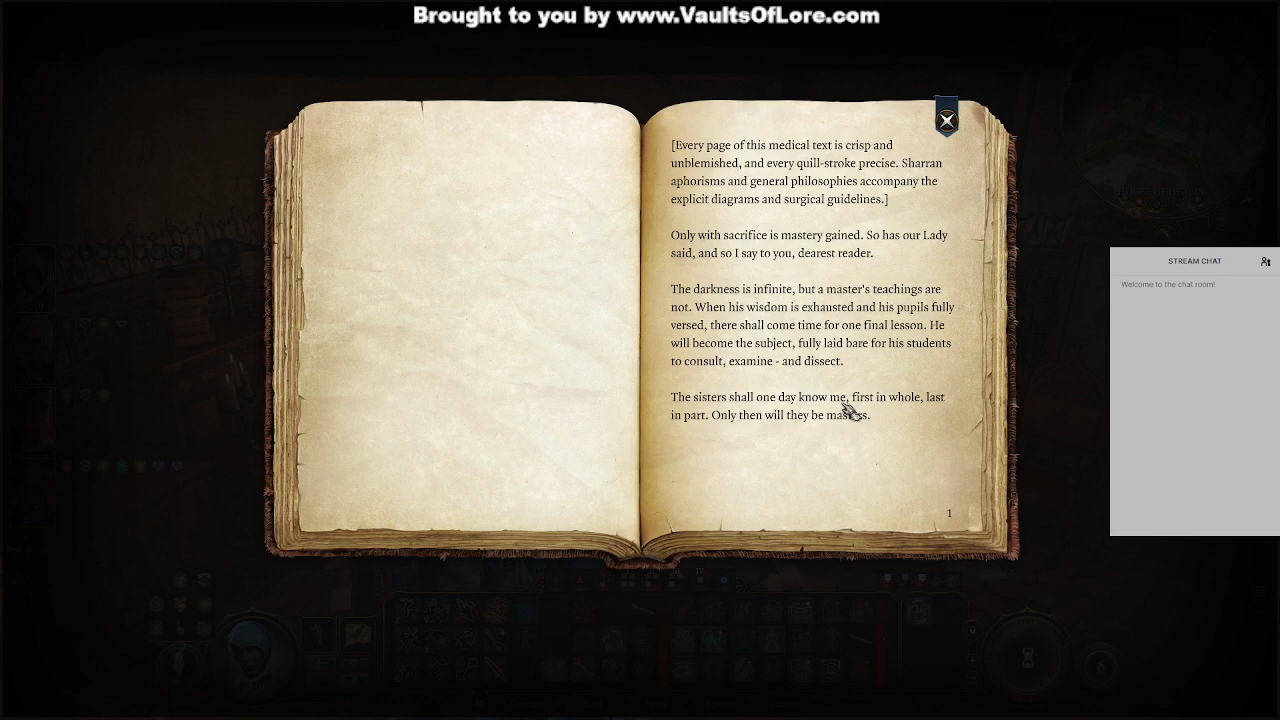 Brought to you by www.VaultsOfLore.com
[Every page of this medical text is crisp and
unblemished, and every quill-stroke precise. Sharran
aphorisms and general philosophies accompany the
explicit diagrams and surgical guidelines.]
Only with sacrifice is mastery gained. So has our Lady
said, and so I say to you, dearest reader.
The darkness is infinite, but a master's teachings are
not. When his wisdom is exhausted and his pupils fully
versed, there shall come time for one final lesson. He
will become the subject, fully laid bare for his students
to consult, examine - and dissect.
The sisters shall one day know me, first in whole, last
in part. Only then will they be
1
STREAM CHAT
Welcome to the chat room!